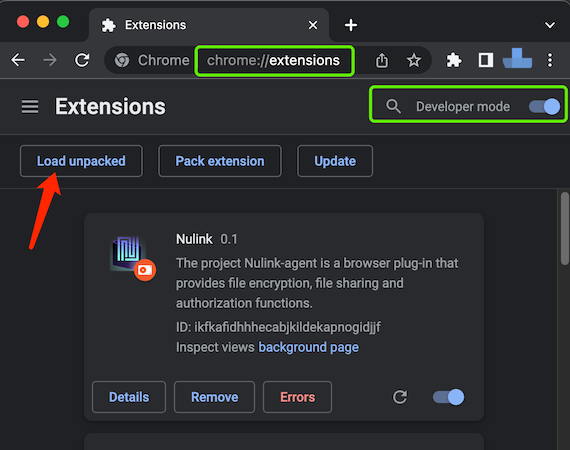 Extensions
Chrome chrome://extensions
Extensions Developer mode
Load unpacked Pack extension Update
Nulink 0.1
The project Nulink-agent is a browser plug-in that
provides file encryption, file sharing and
authorization functions.
ID: ikfkafidhhhecabjkildekapnogidjjf
Inspect views background page
Details Remove Errors